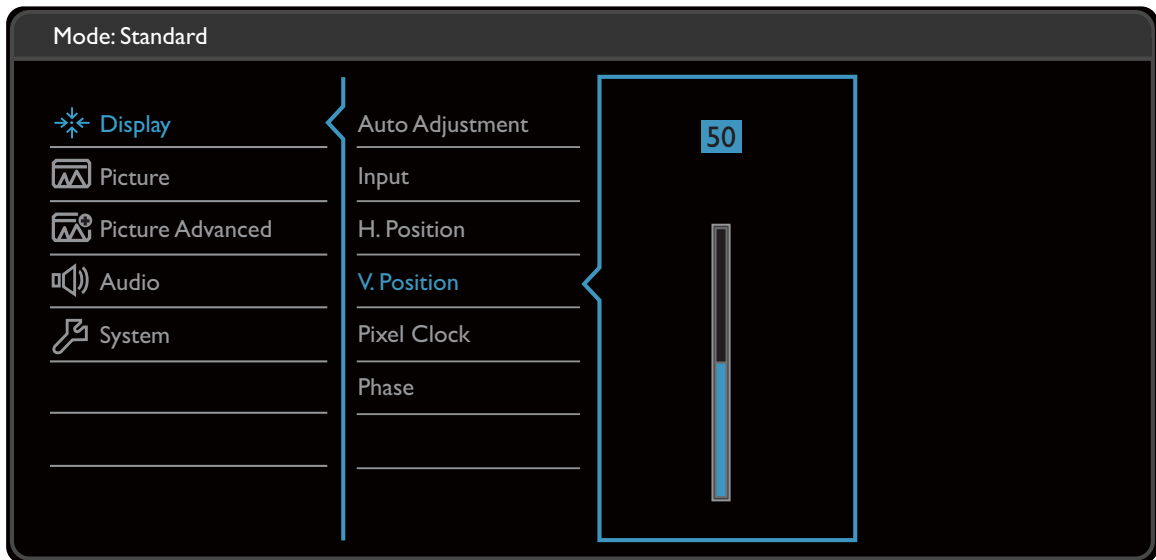 Mode: Standard
Display
Picture
Picture Advanced
Audio
System
Auto Adjustment
Input
H. Position
V. Position
Pixel Clock
Phase
50